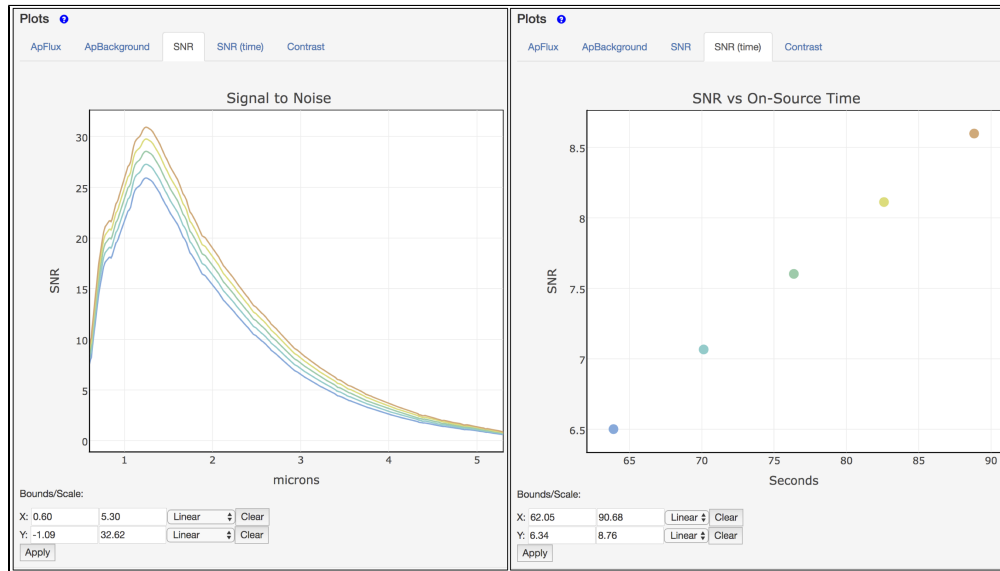 Plots ?
ApFlux ApBackground SNR SNR (time) Contrast
Signal to Noise
30
25
20
15
10
5
0
SNR
1 2 3 4 5
microns
Bounds/Scale:
X: 0.60 5.30 Linear Clear
Y: -1.09 32.62 Linear Clear
Apply
Plots ?
ApFlux ApBackground SNR SNR (time) Contrast
SNR vs On-Source Time
8.5
8
7.5
7
6.5
SNR
65 70 75 80 85 90
Seconds
Bounds/Scale:
X: 62.05 90.68 Linear Clear
Y: 6.34 8.76 Linear Clear
Apply